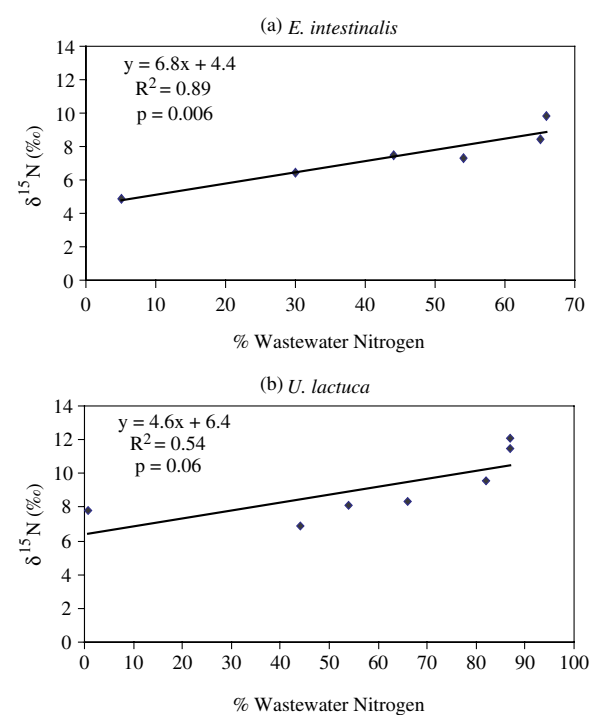 (a) E. intestinalis
y = 6.8x + 4.4
R² = 0.89
p = 0.006
14
12
10
8
6
4
2
0
δ¹⁵N (‰)
0 10 20 30 40 50 60 70
% Wastewater Nitrogen
(b) U. lactuca
y = 4.6x + 6.4
R² = 0.54
p = 0.06
14
12
10
8
6
4
2
0
δ¹⁵N (‰)
0 10 20 30 40 50 60 70 80 90 100
% Wastewater Nitrogen